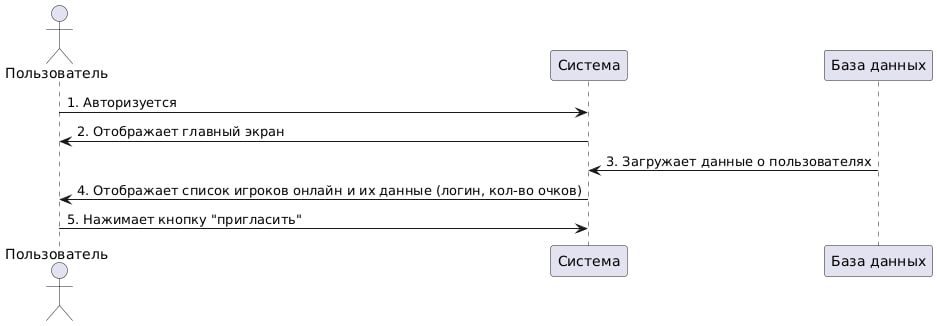 Пользователь
Система
База данных
1. Авторизуется
2. Отображает главный экран
3. Загружает данные о пользователях
4. Отображает список игроков онлайн и их данные (логин, кол-во очков)
5. Нажимает кнопку "пригласить"
Пользователь
Система
База данных